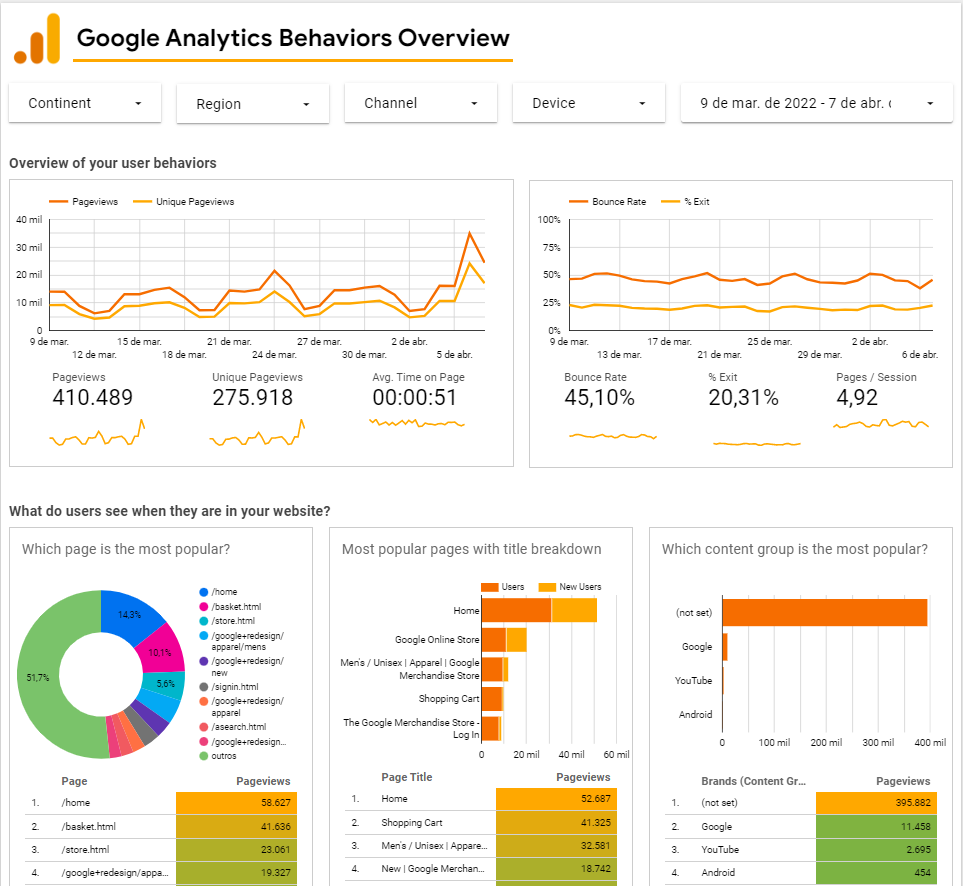 Google Analytics Behaviors Overview
Continent
Region
Channel
Device
9 de mar. de 2022 - 7 de abr. (
Overview of your user behaviors
Pageviews
Unique Pageviews
40 mil
30 mil
20 mil
10 mil
0
9 de mar.
15 de mar.
21 de mar.
27 de mar.
2 de abr.
12 de mar.
18 de mar.
24 de mar.
30 de mar.
5 de abr.
Pageviews
410.489
Unique Pageviews
275.918
Avg. Time on Page
00:00:51
Bounce Rate
% Exit
100%
75%
50%
25%
0%
9 de mar.
17 de mar.
25 de mar.
2 de abr.
13 de mar.
21 de mar.
29 de mar.
6 de abr.
Bounce Rate
45,10%
% Exit
20,31%
Pages / Session
4,92
What do users see when they are in your website?
Which page is the most popular?
14,3%
10,1%
5,6%
51,7%
/home
/basket.html
/store.html
/google+redesign/
apparel/mens
/google+redesign/
new
/signin.html
/google+redesign/
apparel
/asearch.html
/google+redesign...
outros
Page Pageviews
1. /home 58.627
2. /basket.html 41.636
3. /store.html 23.061
4. /google+redesign/appa... 19.327
Most popular pages with title breakdown
Users
New Users
Home
Google Online Store
Men's / Unisex | Apparel | Google
Merchandise Store
Shopping Cart
The Google Merchandise Store -
Log In
0 20 mil 40 mil 60 mil
Page Title Pageviews
1. Home 52.687
2. Shopping Cart 41.325
3. Men's / Unisex | Appare... 32.581
4. New | Google Merchan... 18.742
Which content group is the most popular?
(not set)
Google
YouTube
Android
0 100 mil 200 mil 300 mil 400 mil
Brands (Content Gr... Pageviews
1. (not set) 395.882
2. Google 11.458
3. YouTube 2.695
4. Android 454